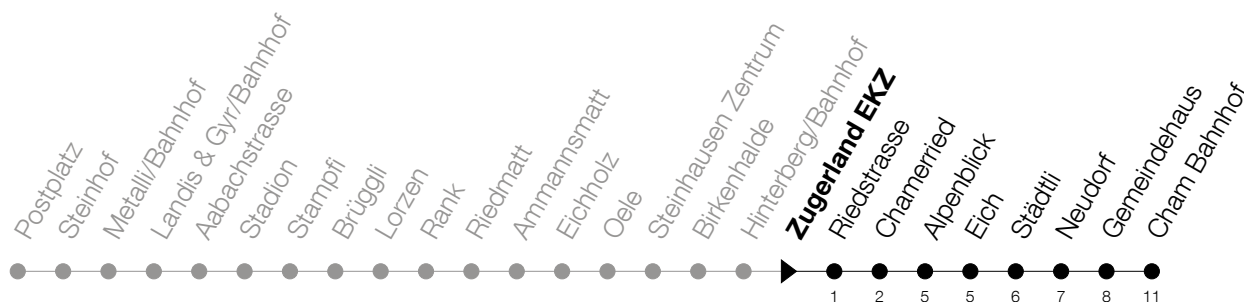 Postplatz
Steinhof
Metalli/Bahnhof
Landis & Gyr/Bahnhof
Aabachstrasse
Stadion
Stampfi
Brüggli
Lorzen
Rank
Riedmatt
Ammannsmatt
Eichholz
Oele
Steinhausen Zentrum
Birkenhalde
Hinterberg/Bahnhof
Zugerland EKZ
Riedstrasse
Chamerried
Alpenblick
Eich
Städtli
Neudorf
Gemeindehaus
Cham Bahnhof
1 2 5 5 6 7 8 11